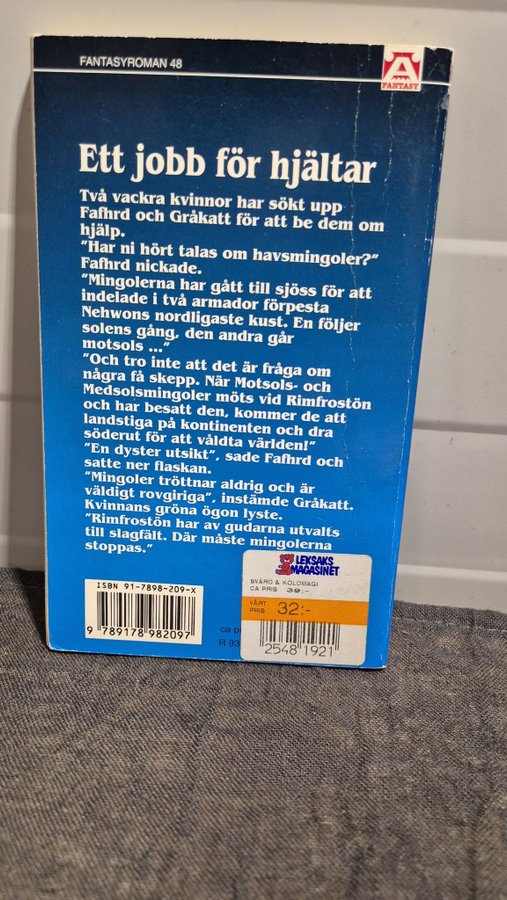 FANTASYROMAN 48
A
FANTASY
Ett jobb för hjältar
Två vackra kvinnor har sökt upp
Fafhrd och Gråkatt för att be dem om
hjälp.
"Har ni hört talas om havsmingoler?"
Fafhrd nickade.
"Mingolerna har gått till sjöss för att
indelade i två armador förpesta
Nehwons nordligaste kust. En följer
solens gång, den andra går
motsols ..."
"Och tro inte att det är fråga om
några få skepp. När Motsols- och
Medsolsmingoler möts vid Rimfrostön
och har besatt den, kommer de att
landstiga på kontinenten och dra
söderut för att våldta världen!"
"En dyster utsikt", sade Fafhrd och
satte ner flaskan.
"Mingoler tröttnar aldrig och är
väldigt rovgiriga", instämde Gråkatt.
Kvinnans gröna ögon lyste.
"Rimfrostön har av gudarna utvalts
till slagfält. Där måste mingolerna
stoppas."
ISBN 91-7898-209-X
9 789178 982097
ca
R 93
LEKSAKS
MAGASINET
SVÄRD & KOLOMAGI
CA PRIS 39:-
VÅRT
PRIS 32:-
2548 1921